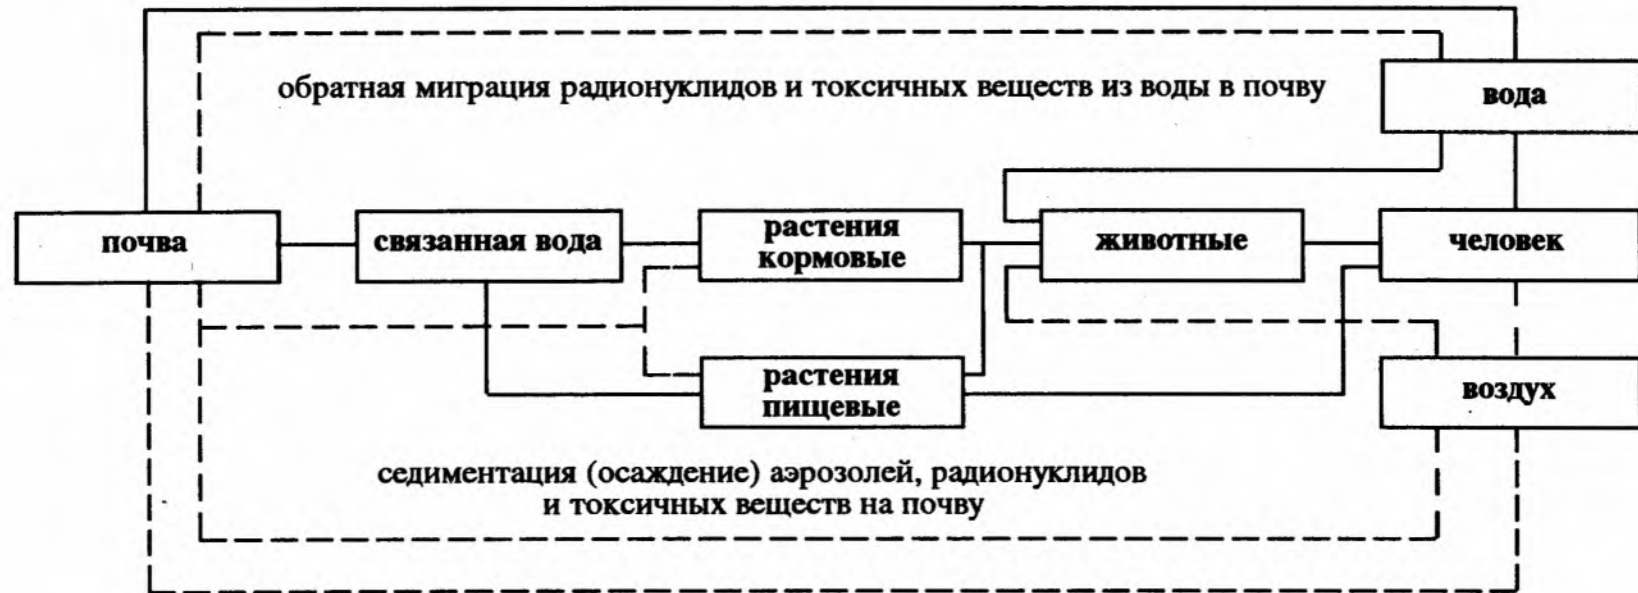 обратная миграция радионуклидов и токсичных веществ из воды в почву
вода
почва
связанная вода
растения
кормовые
животные
человек
растения
пищевые
воздух
седиментация (осаждение) аэрозолей, радионуклидов
и токсичных веществ на почву